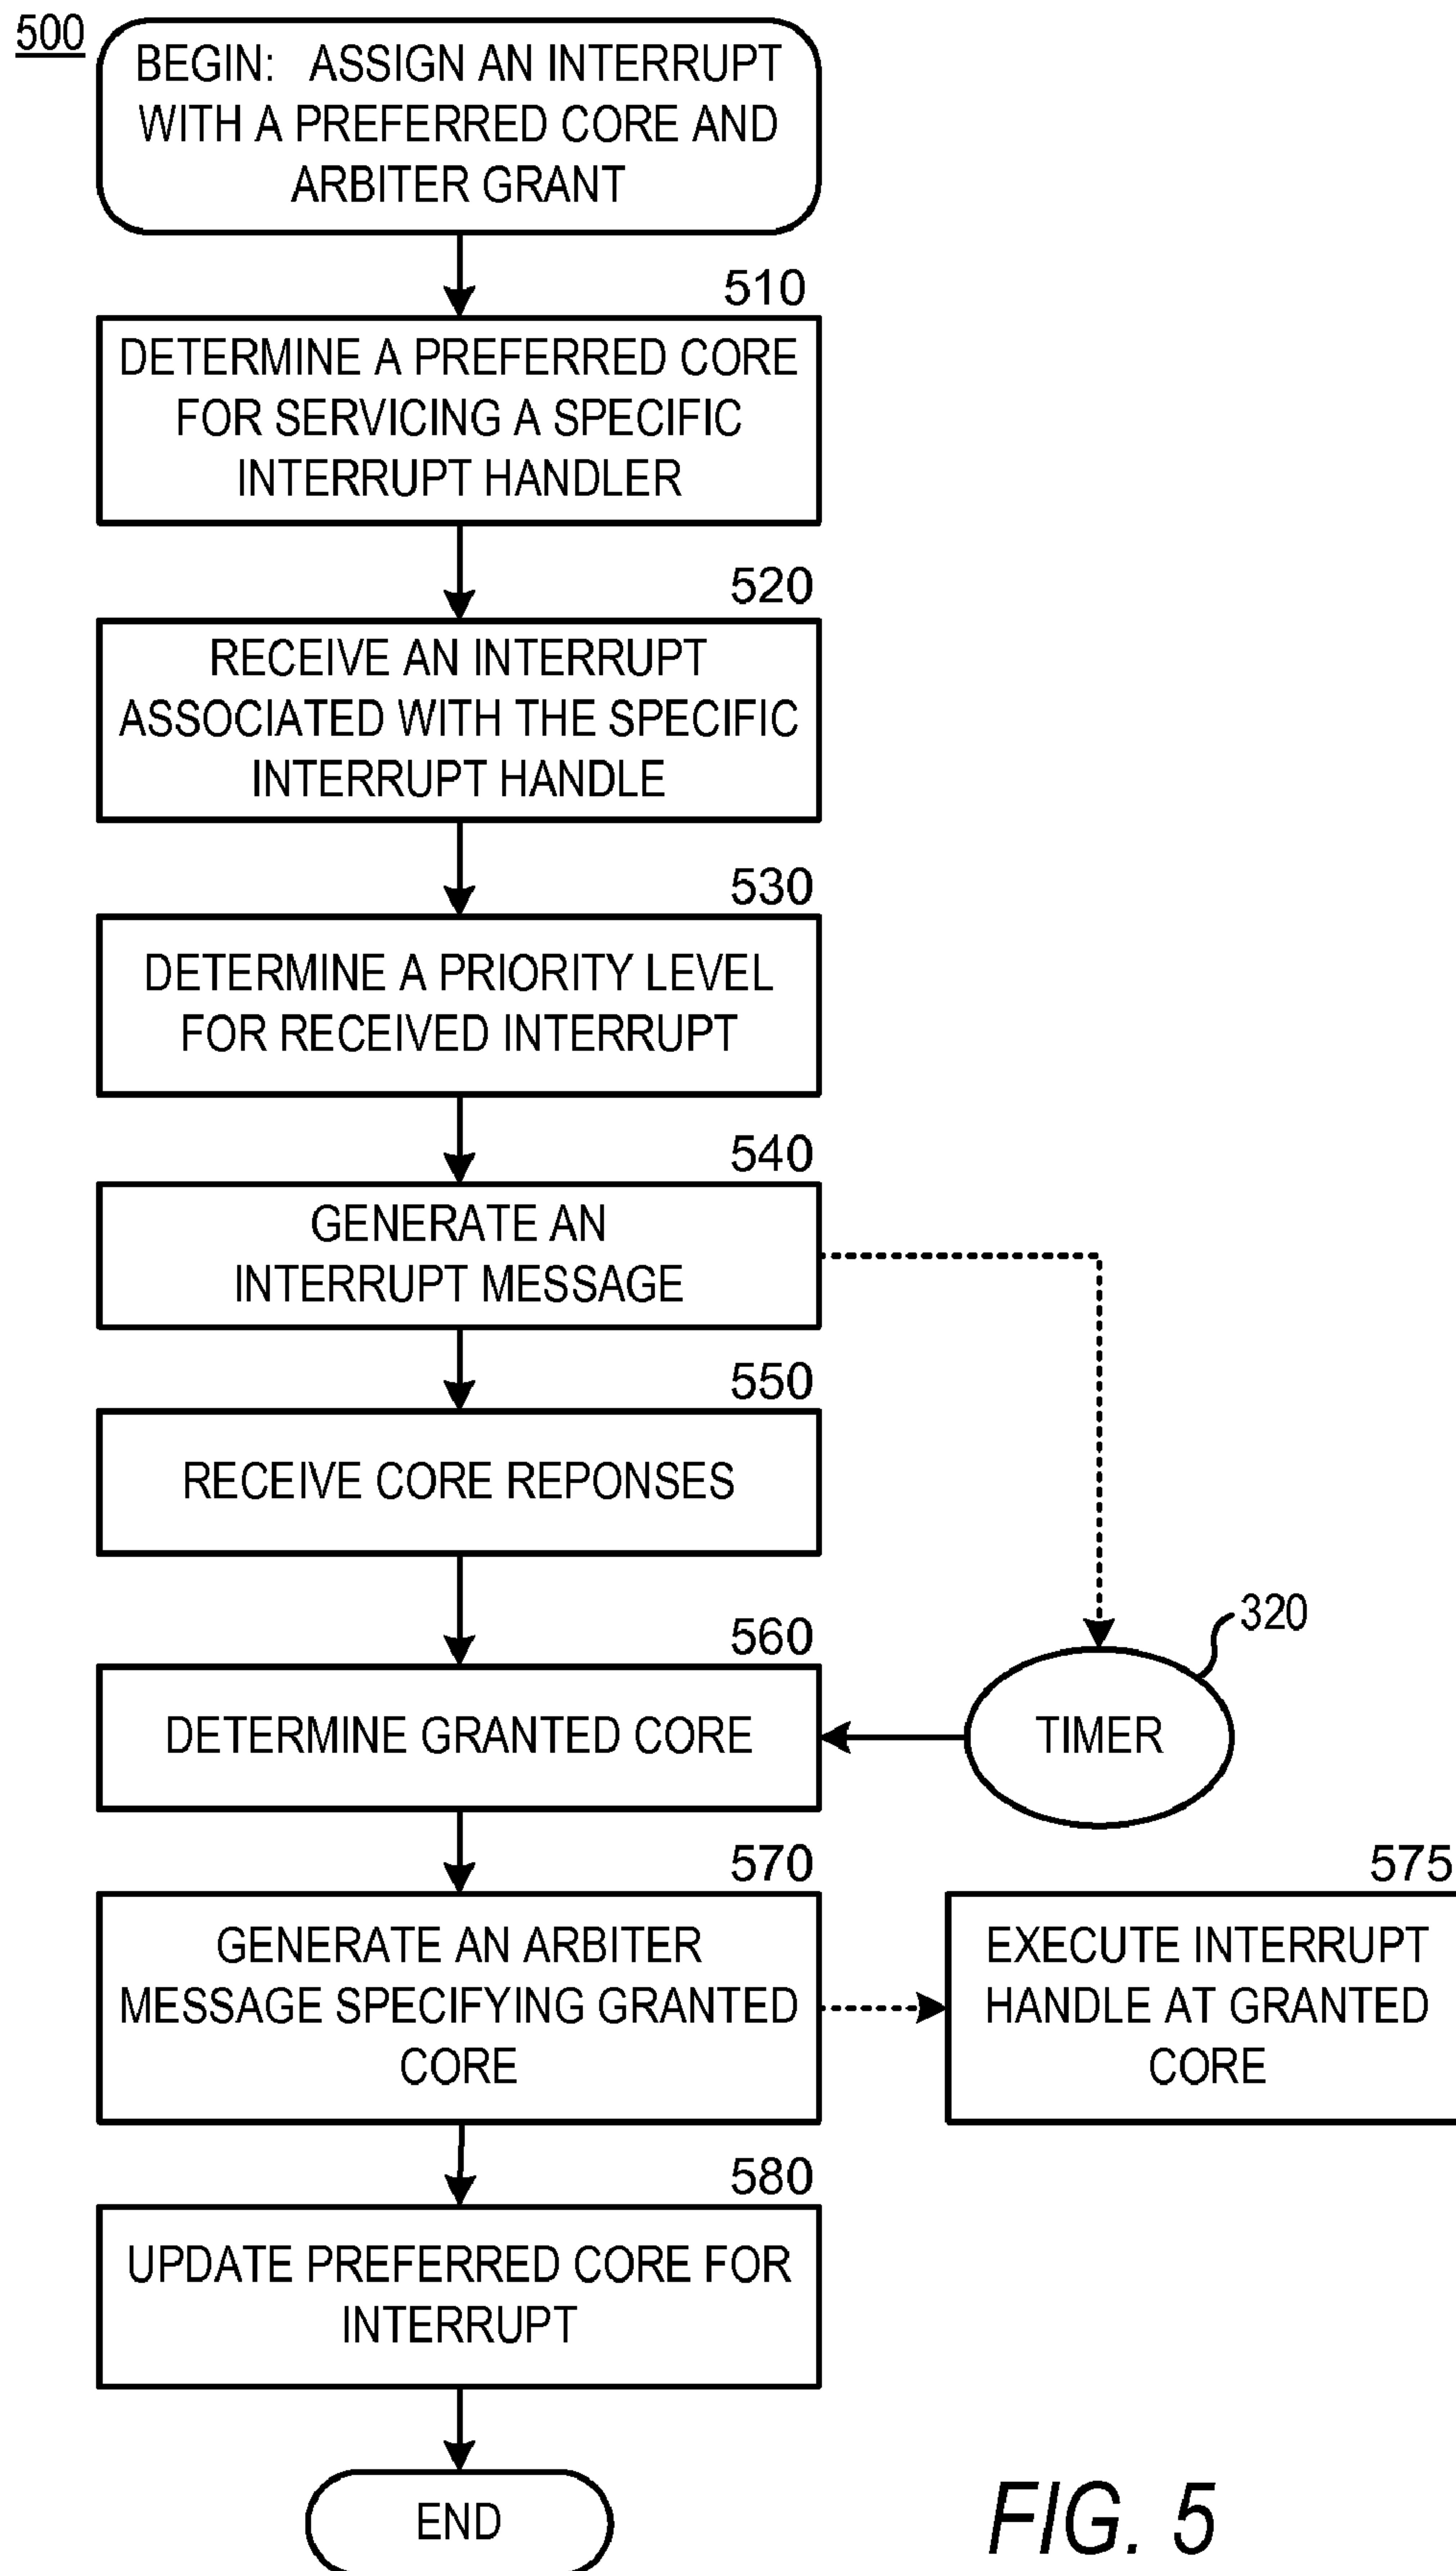 500
BEGIN: ASSIGN AN INTERRUPT
WITH A PREFERRED CORE AND
ARBITER GRANT
510
DETERMINE A PREFERRED CORE
FOR SERVICING A SPECIFIC
INTERRUPT HANDLER
520
RECEIVE AN INTERRUPT
ASSOCIATED WITH THE SPECIFIC
INTERRUPT HANDLE
530
DETERMINE A PRIORITY LEVEL
FOR RECEIVED INTERRUPT
540
GENERATE AN
INTERRUPT MESSAGE
550
RECEIVE CORE REPONSES
560
DETERMINE GRANTED CORE
320
TIMER
570
GENERATE AN ARBITER
MESSAGE SPECIFYING GRANTED
CORE
575
EXECUTE INTERRUPT
HANDLE AT GRANTED
CORE
580
UPDATE PREFERRED CORE FOR
INTERRUPT
END
FIG. 5